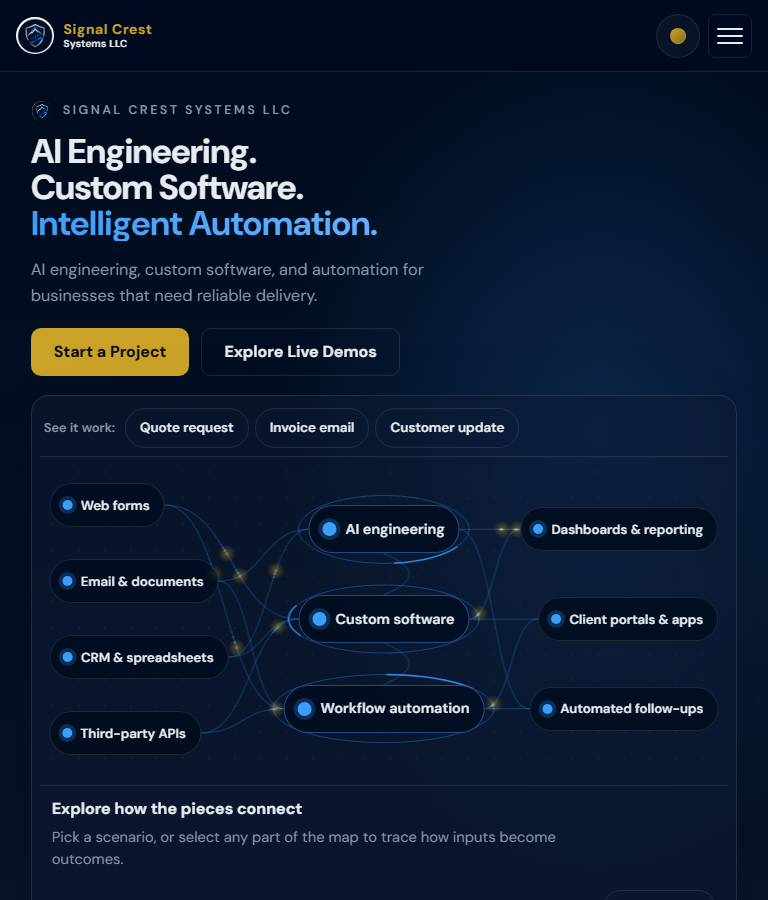 Signal Crest
Systems LLC
SIGNAL CREST SYSTEMS LLC
AI Engineering.
Custom Software.
Intelligent Automation.
AI engineering, custom software, and automation for
businesses that need reliable delivery.
Start a Project
Explore Live Demos
See it work:
Quote request
Invoice email
Customer update
Web forms
Email & documents
CRM & spreadsheets
Third-party APIs
AI engineering
Custom software
Workflow automation
Dashboards & reporting
Client portals & apps
Automated follow-ups
Explore how the pieces connect
Pick a scenario, or select any part of the map to trace how inputs become
outcomes.